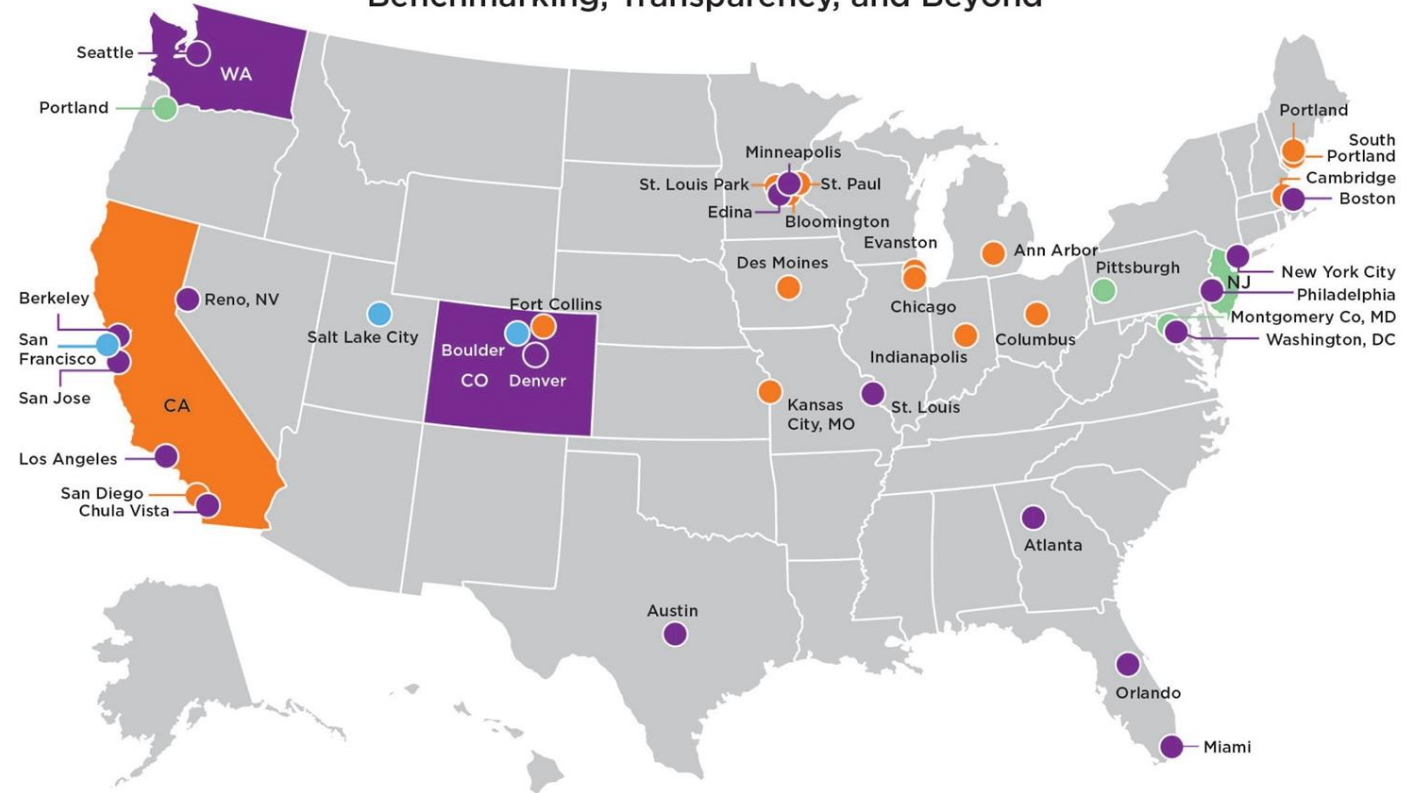 Benchmarking, Transparency, and Beyond
Seattle
WA
Portland
Portland
South
Portland
Cambridge
Boston
Minneapolis
St. Louis Park
St. Paul
Edina
Bloomington
Evanston
Ann Arbor
Des Moines
Pittsburgh
New York City
NJ
Philadelphia
Berkeley
Reno, NV
Fort Collins
Chicago
Montgomery Co, MD
San
Francisco
Salt Lake City
Boulder
Indianapolis
Columbus
Washington, DC
CO
Denver
San Jose
CA
Kansas
City, MO
St. Louis
Los Angeles
San Diego
Chula Vista
Atlanta
Austin
Orlando
Miami